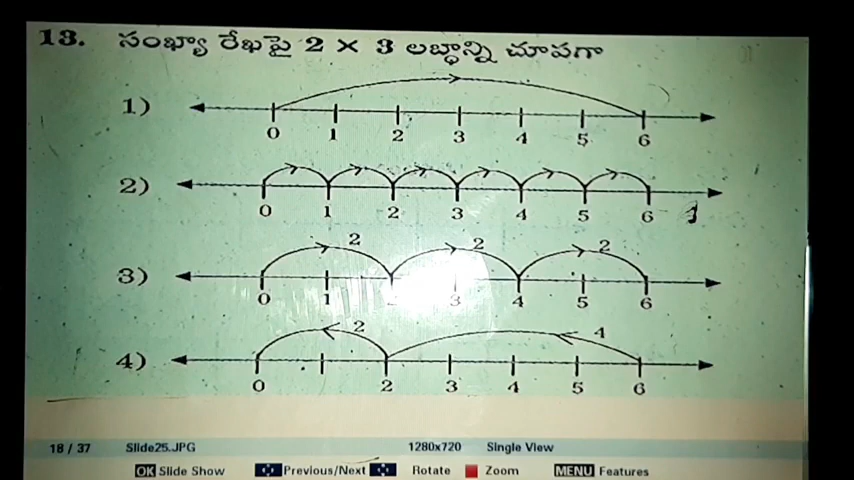 13. సంఖ్యా రేఖపై 2 × 3 లబ్ధాన్ని చూపగా
1)
0 1 2 3 4 5 6
2)
0 1 2 3 4 5 6
2 2 2
3)
0 1 2 3 4 5 6
2 4
4)
0 2 3 4 5 6
18 / 37 Slide25.JPG 1280x720 Single View
OK Slide Show Previous/Next Rotate Zoom MENU Features